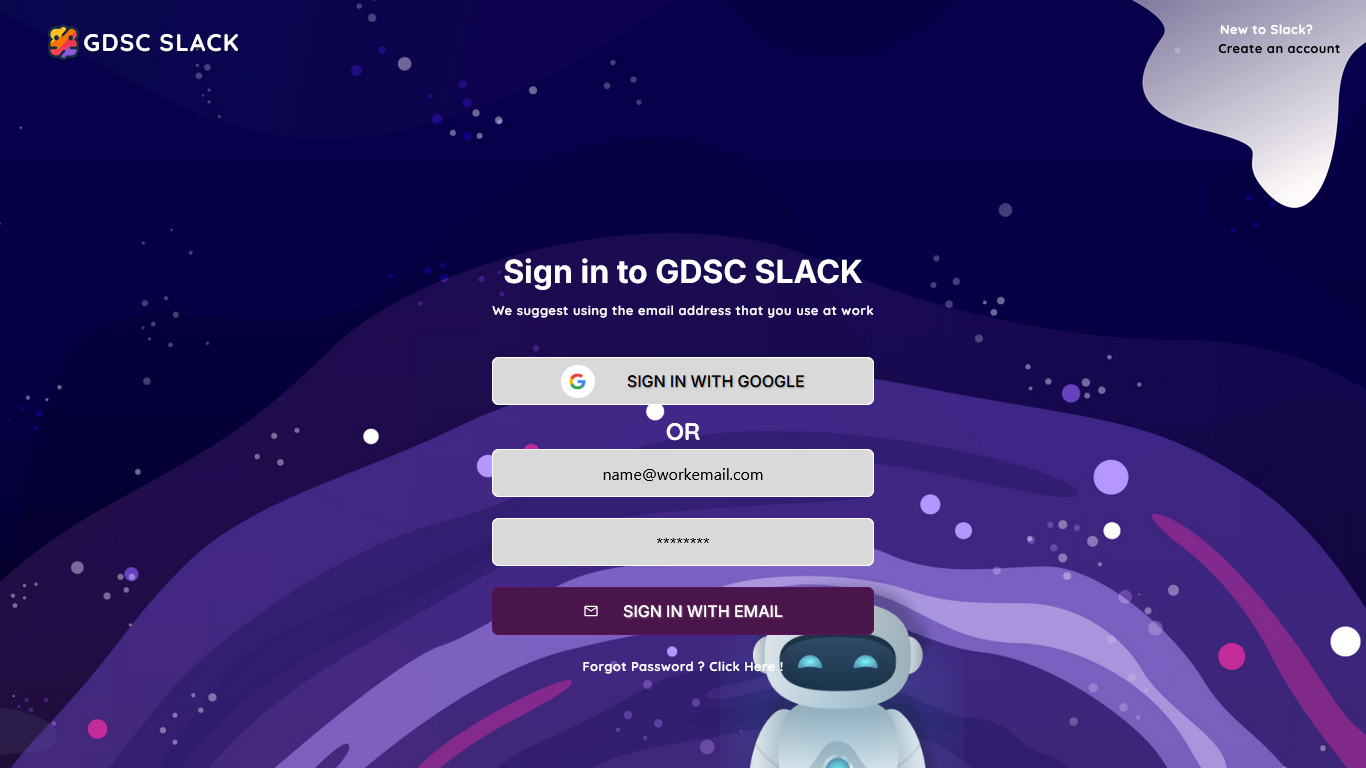 GDSC SLACK
New to Slack?
Create an account
Sign in to GDSC SLACK
We suggest using the email address that you use at work
SIGN IN WITH GOOGLE
OR
name@workemail.com
********
SIGN IN WITH EMAIL
Forgot Password ? Click Here !